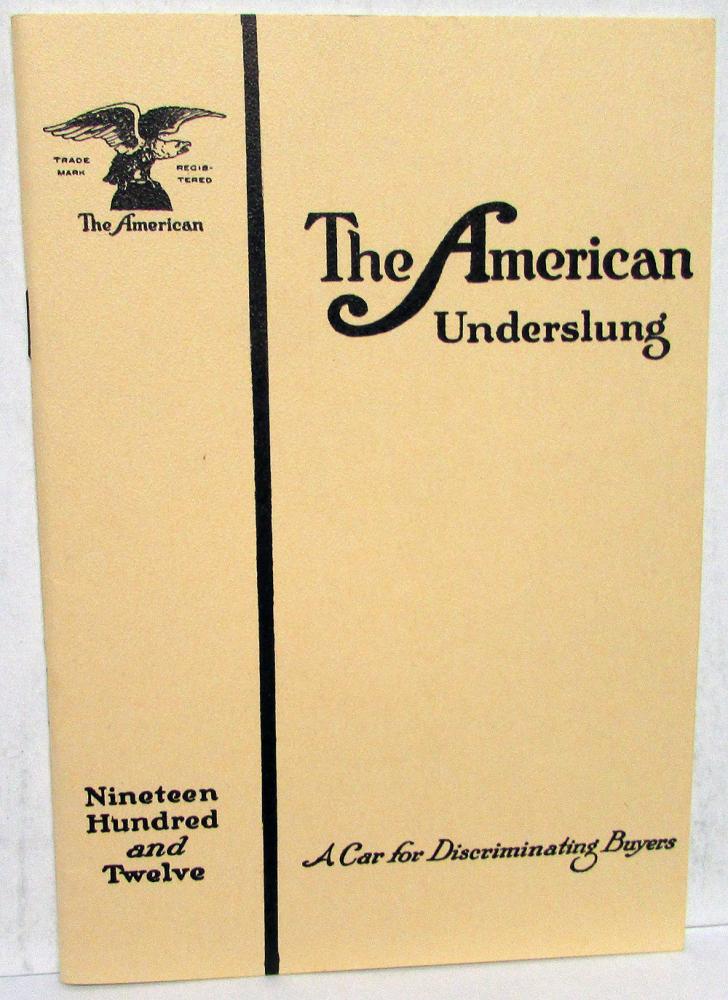 TRADE MARK
REGIS-
TERED
The American
The American
Underslung
Nineteen
Hundred
and
Twelve
A Car for Discriminating Buyers